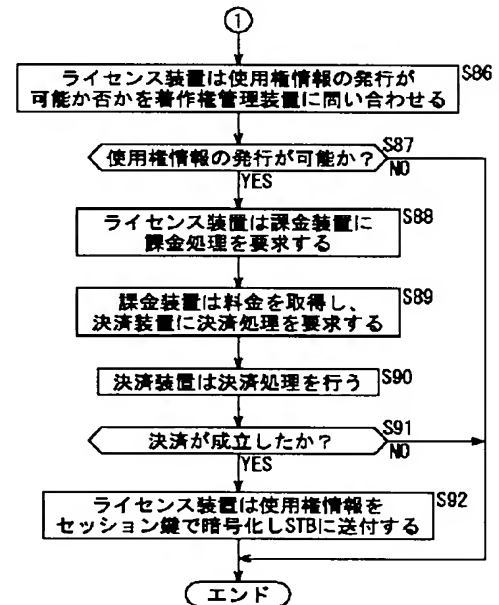 1
ライセンス装置は使用権情報の発行が S86
可能か否かを著作権管理装置に問い合わせる
使用権情報の発行が可能か? S87
NO
YES
ライセンス装置は課金装置に S88
課金処理を要求する
課金装置は料金を取得し、 S89
決済装置に決済処理を要求する
決済装置は決済処理を行う S90
決済が成立したか? S91
NO
YES
ライセンス装置は使用権情報を S92
セッション鍵で暗号化しSTBに送付する
エンド